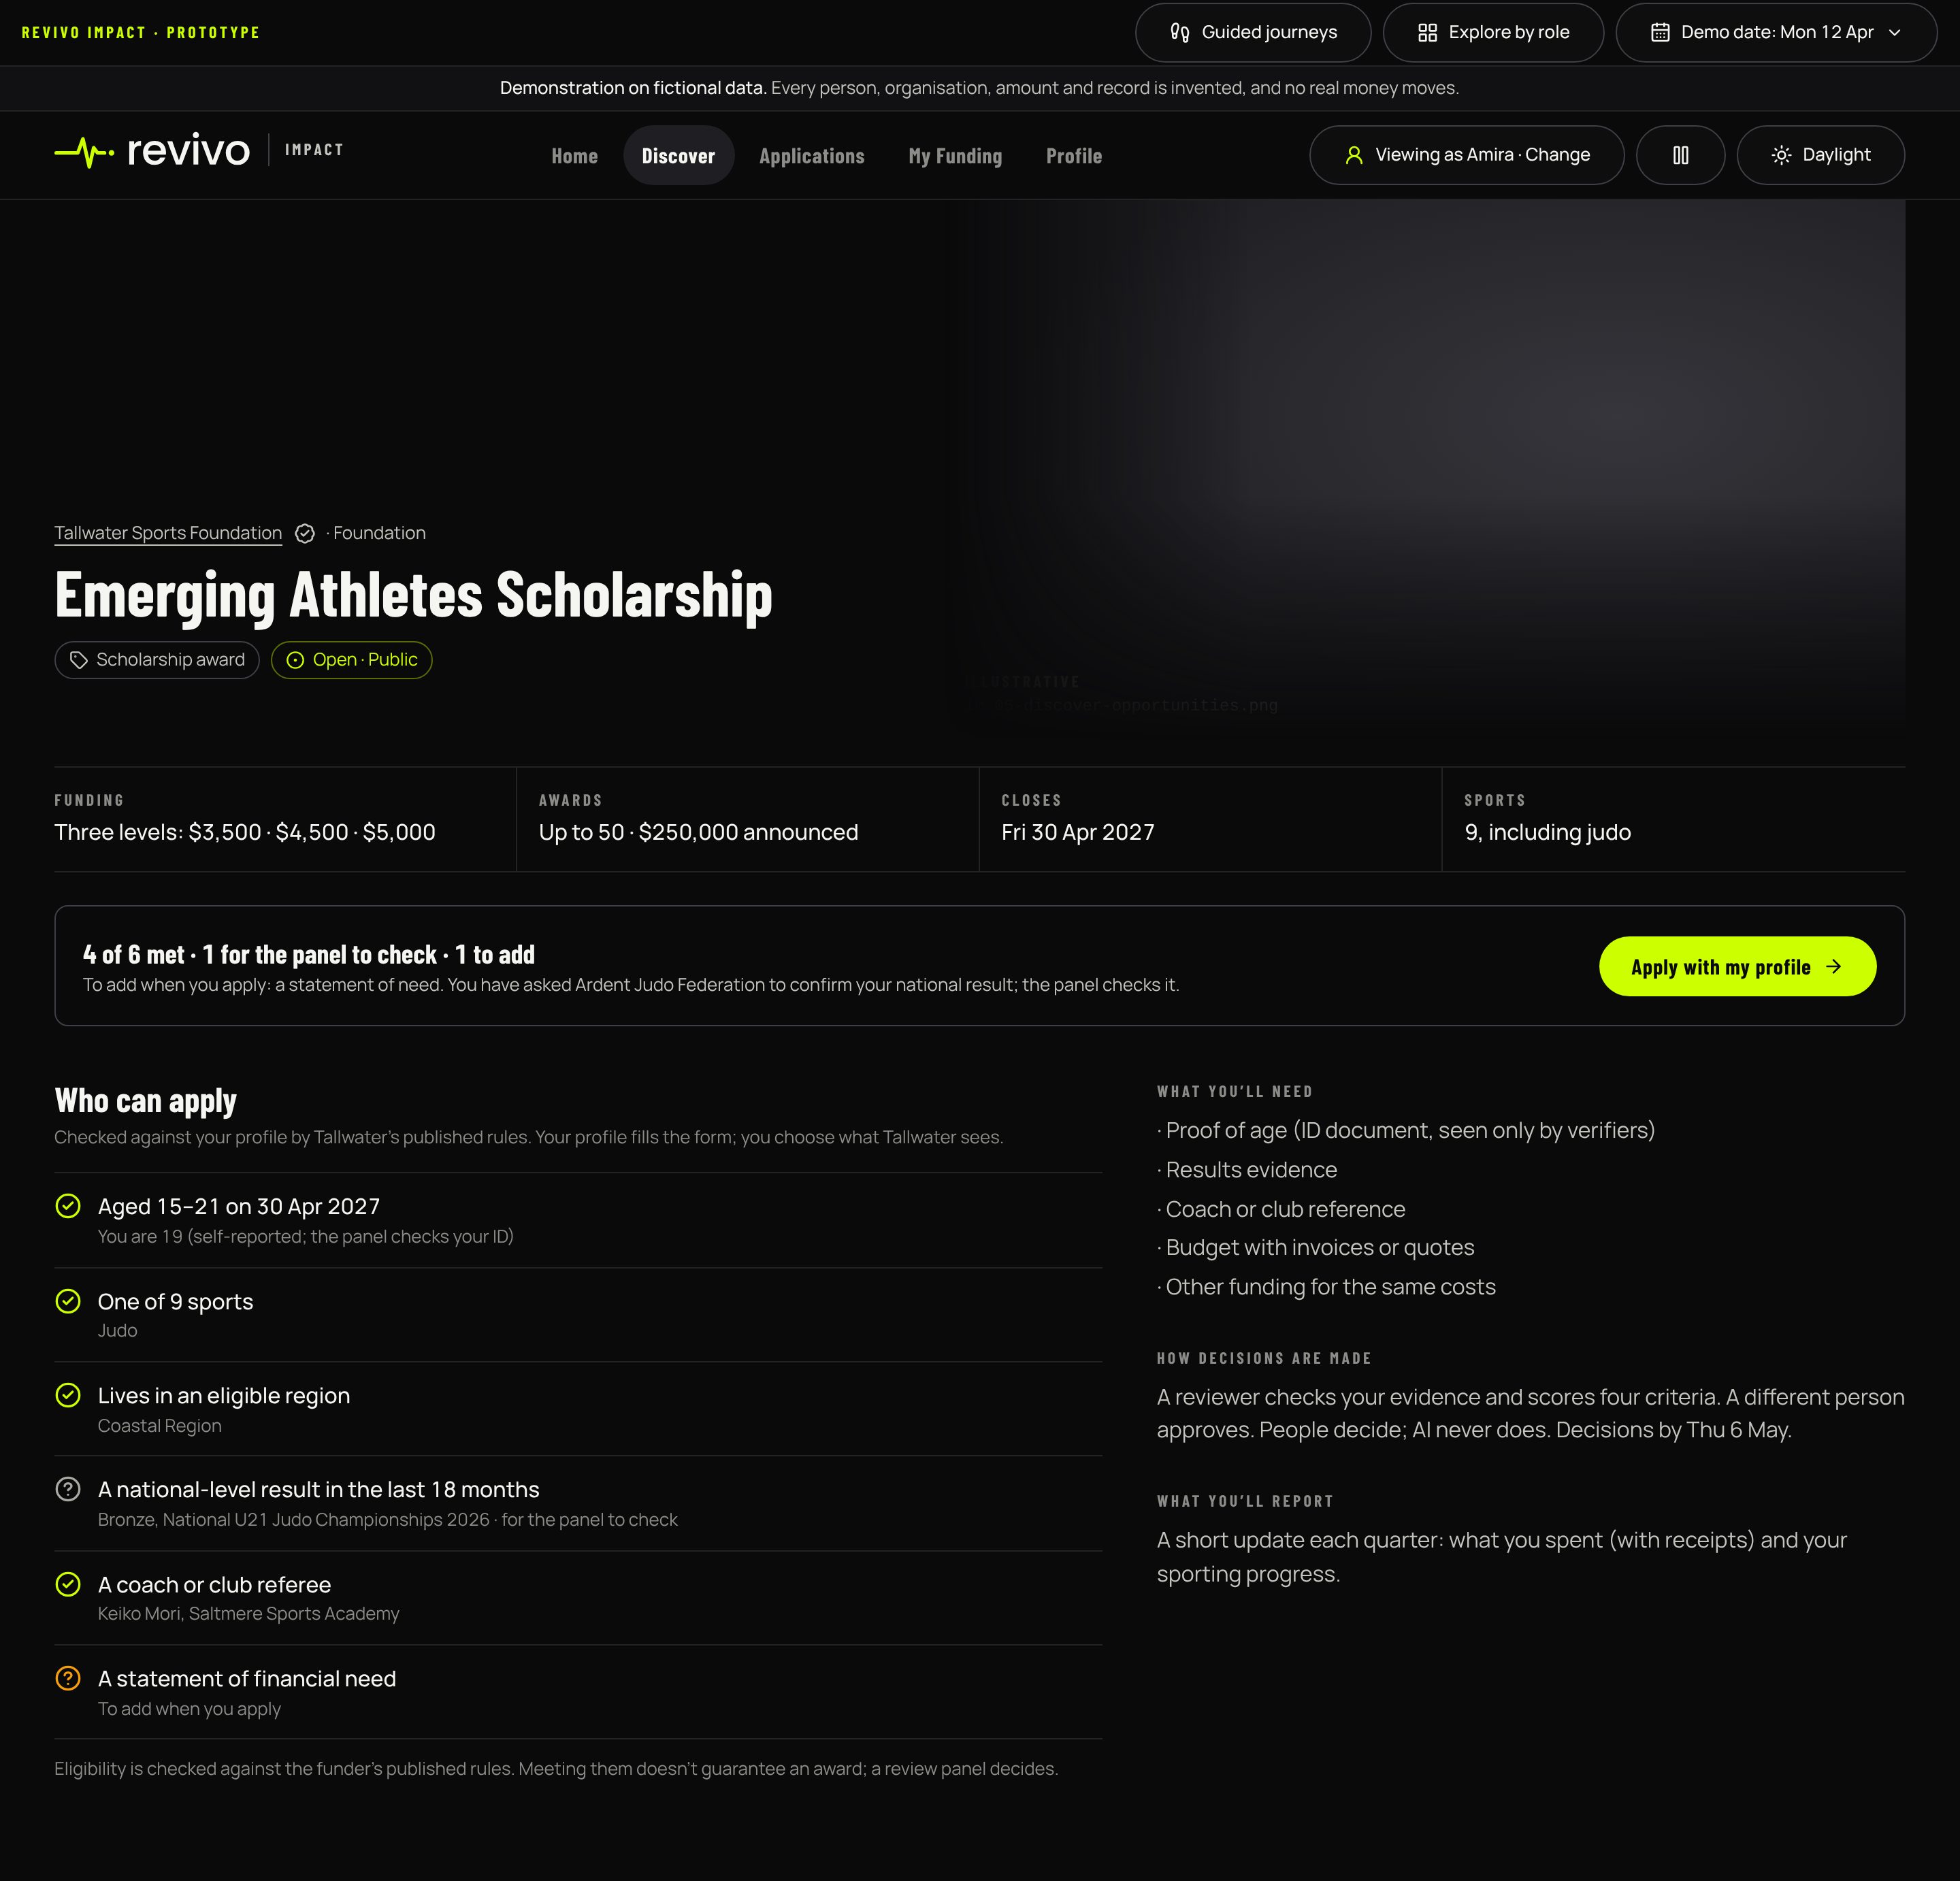 REVIVO IMPACT · PROTOTYPE
Guided journeys
Explore by role
Demo date: Mon 12 Apr
Demonstration on fictional data. Every person, organisation, amount and record is invented, and no real money moves.
revivo IMPACT
Home
Discover
Applications
My Funding
Profile
Viewing as Amira · Change
Daylight
Tallwater Sports Foundation · Foundation
Emerging Athletes Scholarship
Scholarship award
Open · Public
discover-opportunities.png
FUNDING
Three levels: $3,500 · $4,500 · $5,000
AWARDS
Up to 50 · $250,000 announced
CLOSES
Fri 30 Apr 2027
SPORTS
9, including judo
4 of 6 met · 1 for the panel to check · 1 to add
To add when you apply: a statement of need. You have asked Ardent Judo Federation to confirm your national result; the panel checks it.
Apply with my profile
Who can apply
Checked against your profile by Tallwater’s published rules. Your profile fills the form; you choose what Tallwater sees.
Aged 15–21 on 30 Apr 2027
You are 19 (self-reported; the panel checks your ID)
One of 9 sports
Judo
Lives in an eligible region
Coastal Region
A national-level result in the last 18 months
Bronze, National U21 Judo Championships 2026 · for the panel to check
A coach or club referee
Keiko Mori, Saltmere Sports Academy
A statement of financial need
To add when you apply
Eligibility is checked against the funder’s published rules. Meeting them doesn’t guarantee an award; a review panel decides.
WHAT YOU’LL NEED
· Proof of age (ID document, seen only by verifiers)
· Results evidence
· Coach or club reference
· Budget with invoices or quotes
· Other funding for the same costs
HOW DECISIONS ARE MADE
A reviewer checks your evidence and scores four criteria. A different person
approves. People decide; AI never does. Decisions by Thu 6 May.
WHAT YOU’LL REPORT
A short update each quarter: what you spent (with receipts) and your
sporting progress.